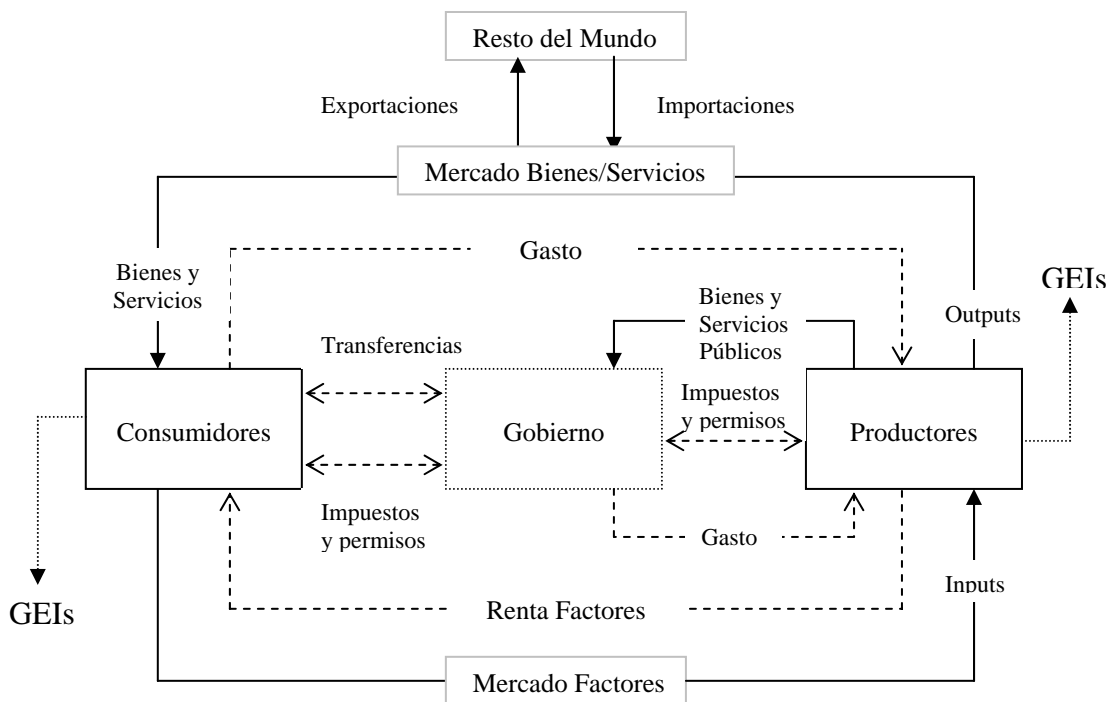 Resto del Mundo
Exportaciones
Importaciones
Mercado Bienes/Servicios
Gasto
Bienes y
Servicios
Bienes y
Servicios
Públicos
GEIs
Outputs
Transferencias
Impuestos
y permisos
Consumidores
Gobierno
Productores
Impuestos
y permisos
Gasto
Inputs
GEIs
Renta Factores
Mercado Factores